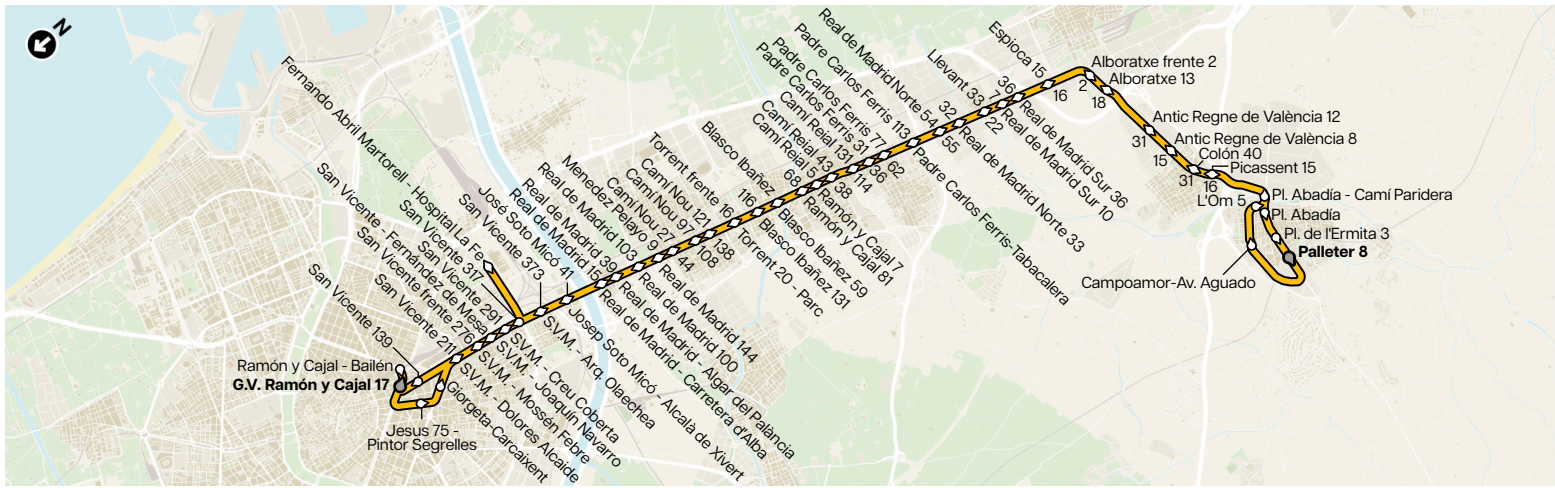 N
Fernando Abril Martorell - Hospital La Fe
San Vicente 317
San Vicente 291
San Vicente - Fernández de Mesa
San Vicente frente 276
San Vicente 211
San Vicente 139
Ramón y Cajal - Bailén
G.V. Ramón y Cajal 17
Jesus 75 -
Pintor Segrelles
Giorgeta-Carcaixent
S.V.M. - Dolores Alcaide
S.V.M. - Mossén Febre
S.V.M. - Joaquín Navarro
S.V.M. - Creu Coberta
S.V.M. - Arq. Olaechea
San Vicente 373
José Soto Micó 41
Josep Soto Micó - Alcalà de Xivert
Real de Madrid 15
Real de Madrid 39
Real de Madrid 103
Real de Madrid - Carretera d'Alba
Real de Madrid - Algar del Palància
Real de Madrid 100
Real de Madrid 144
Menendez Pelayo 9
Camí Nou 27
Camí Nou 97
Camí Nou 121
44
108
138
Torrent frente 16
116
Torrent 20 - Parc
Blasco Ibañez
68
Blasco Ibañez 131
Blasco Ibañez 59
Camí Reial 5
Camí Reial 43
Camí Reial 131
Ramón y Cajal 81
Ramón y Cajal 7
38
114
36
62
Padre Carlos Ferris 31
Padre Carlos Ferris 77
Padre Carlos Ferris 113
Padre Carlos Ferris-Tabacalera
Real de Madrid Norte 54
55
32
Real de Madrid Norte 33
Llevant 33
22
7
36
Real de Madrid Sur 10
Real de Madrid Sur 36
Espioca 15
16
2
Alboratxe frente 2
Alboratxe 13
18
Antic Regne de València 12
31
Antic Regne de València 8
15
Colón 40
31
Picassent 15
16
L'Om 5
Pl. Abadía - Camí Paridera
Pl. Abadía
Pl. de l'Ermita 3
Palleter 8
Campoamor-Av. Aguado